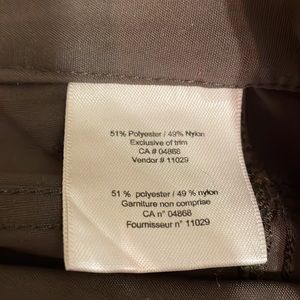 51% Polyester / 49% Nylon
Exclusive of trim
CA # 04868
Vendor # 11029
51 % polyester / 49 % nylon
Garniture non comprise
CA n° 04868
Fournisseur n° 11029